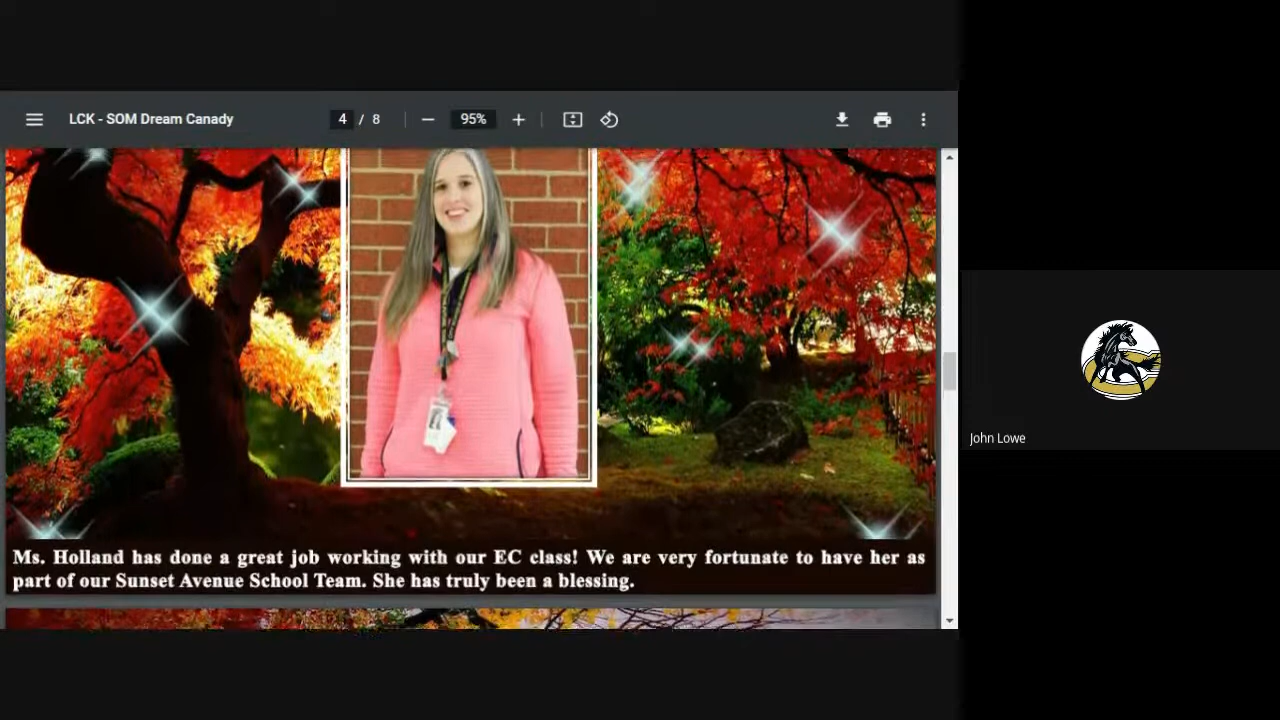 LCK - SOM Dream Canady
4 / 8
95%
John Lowe
Ms. Holland has done a great job working with our EC class! We are very fortunate to have her as
part of our Sunset Avenue School Team. She has truly been a blessing.